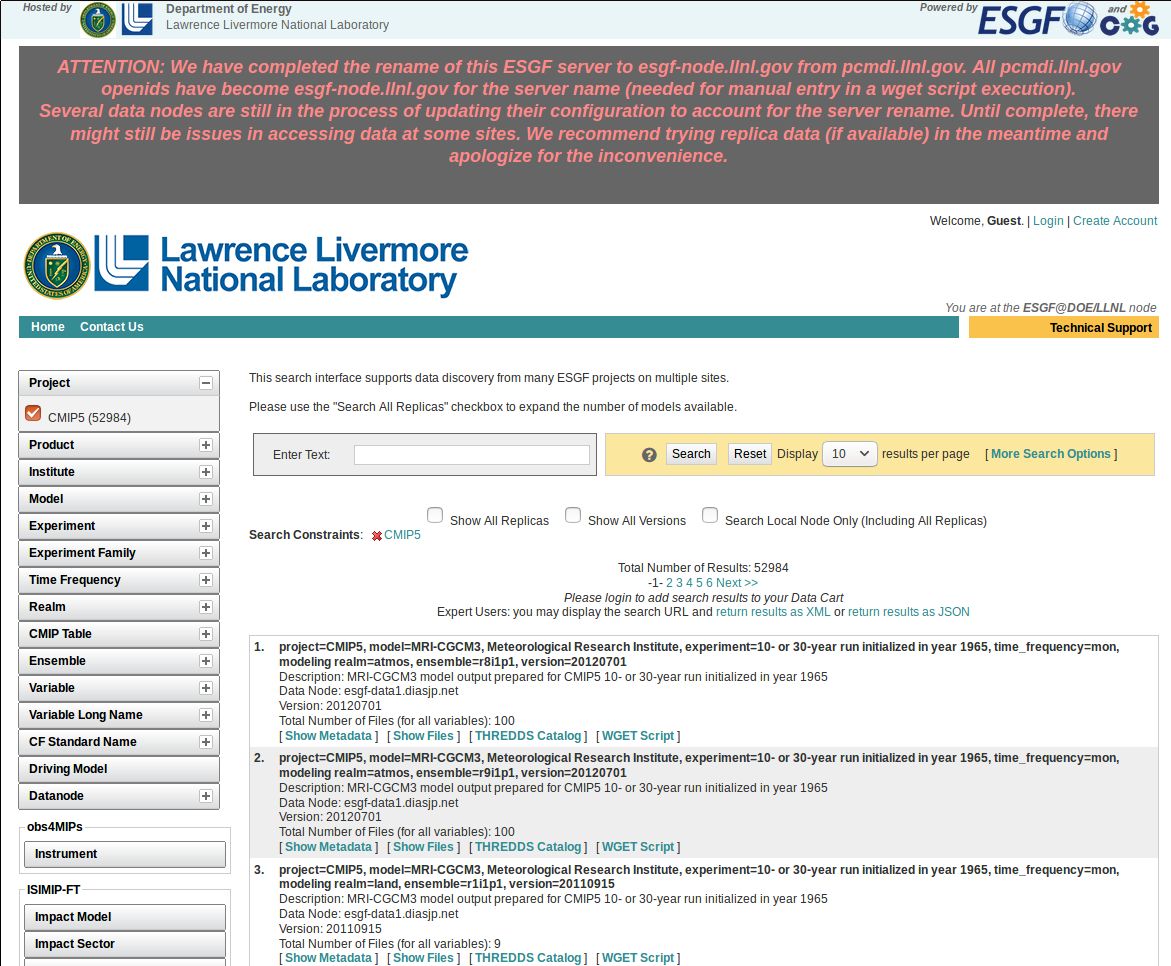 Hosted by
Department of Energy
Lawrence Livermore National Laboratory
Powered by
ESGF and CoG
ATTENTION: We have completed the rename of this ESGF server to esgf-node.llnl.gov from pcmdi.llnl.gov. All pcmdi.llnl.gov
openids have become esgf-node.llnl.gov for the server name (needed for manual entry in a wget script execution).
Several data nodes are still in the process of updating their configuration to account for the server rename. Until complete, there
might still be issues in accessing data at some sites. We recommend trying replica data (if available) in the meantime and
apologize for the inconvenience.
Welcome, Guest. | Login | Create Account
Lawrence Livermore
National Laboratory
You are at the ESGF@DOE/LLNL node
Home Contact Us
Technical Support
Project
CMIP5 (52984)
Product
Institute
Model
Experiment
Experiment Family
Time Frequency
Realm
CMIP Table
Ensemble
Variable
Variable Long Name
CF Standard Name
Driving Model
Datanode
obs4MIPs
Instrument
ISIMIP-FT
Impact Model
Impact Sector
This search interface supports data discovery from many ESGF projects on multiple sites.
Please use the "Search All Replicas" checkbox to expand the number of models available.
Enter Text:
? Search Reset Display 10 results per page [ More Search Options ]
Show All Replicas Show All Versions Search Local Node Only (Including All Replicas)
Search Constraints: CMIP5
Total Number of Results: 52984
-1- 2 3 4 5 6 Next >>
Please login to add search results to your Data Cart
Expert Users: you may display the search URL and return results as XML or return results as JSON
1. project=CMIP5, model=MRI-CGCM3, Meteorological Research Institute, experiment=10- or 30-year run initialized in year 1965, time_frequency=mon,
modeling realm=atmos, ensemble=r8i1p1, version=20120701
Description: MRI-CGCM3 model output prepared for CMIP5 10- or 30-year run initialized in year 1965
Data Node: esgf-data1.diasjp.net
Version: 20120701
Total Number of Files (for all variables): 100
[ Show Metadata ] [ Show Files ] [ THREDDS Catalog ] [ WGET Script ]
2. project=CMIP5, model=MRI-CGCM3, Meteorological Research Institute, experiment=10- or 30-year run initialized in year 1965, time_frequency=mon,
modeling realm=atmos, ensemble=r9i1p1, version=20120701
Description: MRI-CGCM3 model output prepared for CMIP5 10- or 30-year run initialized in year 1965
Data Node: esgf-data1.diasjp.net
Version: 20120701
Total Number of Files (for all variables): 100
[ Show Metadata ] [ Show Files ] [ THREDDS Catalog ] [ WGET Script ]
3. project=CMIP5, model=MRI-CGCM3, Meteorological Research Institute, experiment=10- or 30-year run initialized in year 1965, time_frequency=mon,
modeling realm=land, ensemble=r1i1p1, version=20110915
Description: MRI-CGCM3 model output prepared for CMIP5 10- or 30-year run initialized in year 1965
Data Node: esgf-data1.diasjp.net
Version: 20110915
Total Number of Files (for all variables): 9
[ Show Metadata ] [ Show Files ] [ THREDDS Catalog ] [ WGET Script ]